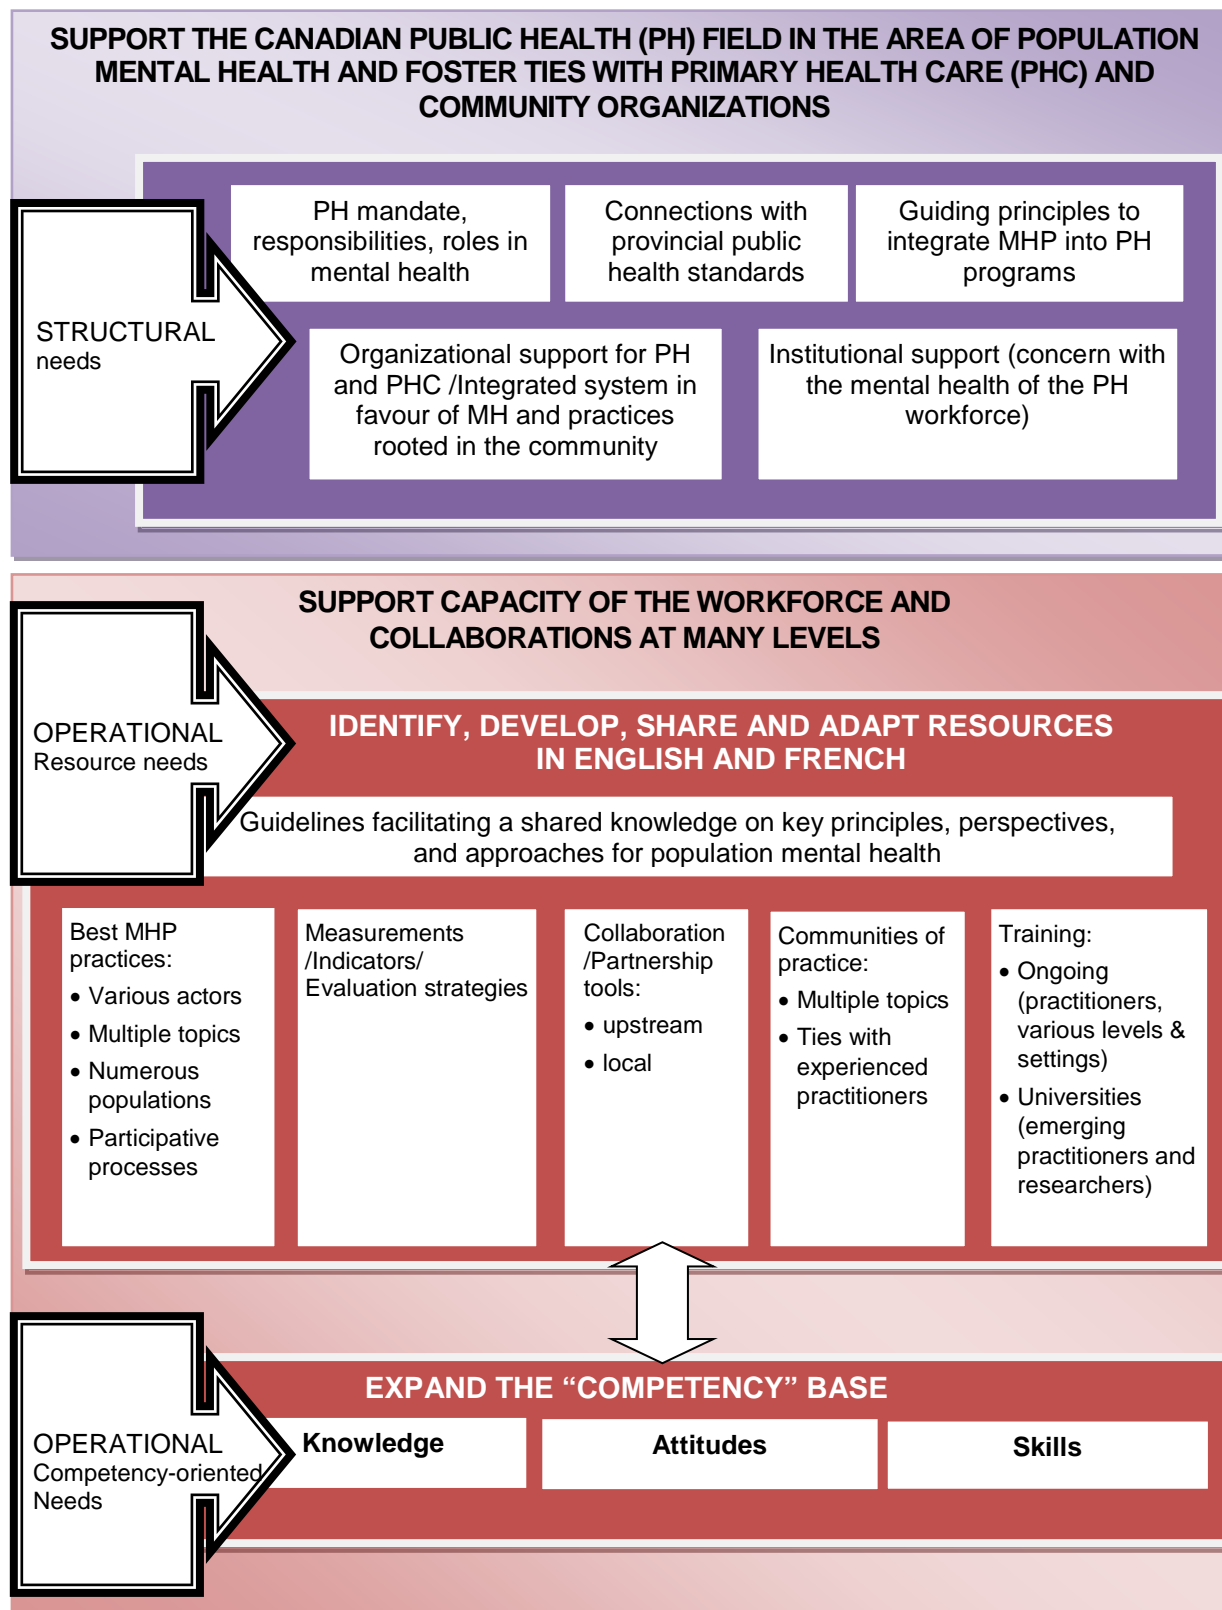 SUPPORT THE CANADIAN PUBLIC HEALTH (PH) FIELD IN THE AREA OF POPULATION
MENTAL HEALTH AND FOSTER TIES WITH PRIMARY HEALTH CARE (PHC) AND
COMMUNITY ORGANIZATIONS
STRUCTURAL
needs
PH mandate,
responsibilities, roles in
mental health
Connections with
provincial public
health standards
Guiding principles to
integrate MHP into PH
programs
Organizational support for PH
and PHC /Integrated system in
favour of MH and practices
rooted in the community
Institutional support (concern with
the mental health of the PH
workforce)
SUPPORT CAPACITY OF THE WORKFORCE AND
COLLABORATIONS AT MANY LEVELS
OPERATIONAL
Resource needs
IDENTIFY, DEVELOP, SHARE AND ADAPT RESOURCES
IN ENGLISH AND FRENCH
Guidelines facilitating a shared knowledge on key principles, perspectives,
and approaches for population mental health
Best MHP
practices:
• Various actors
• Multiple topics
• Numerous
populations
• Participative
processes
Measurements
/Indicators/
Evaluation strategies
Collaboration
/Partnership
tools:
• upstream
• local
Communities of
practice:
• Multiple topics
• Ties with
experienced
practitioners
Training:
• Ongoing
(practitioners,
various levels &
settings)
• Universities
(emerging
practitioners and
researchers)
OPERATIONAL
Competency-oriented
Needs
EXPAND THE “COMPETENCY” BASE
Knowledge
Attitudes
Skills